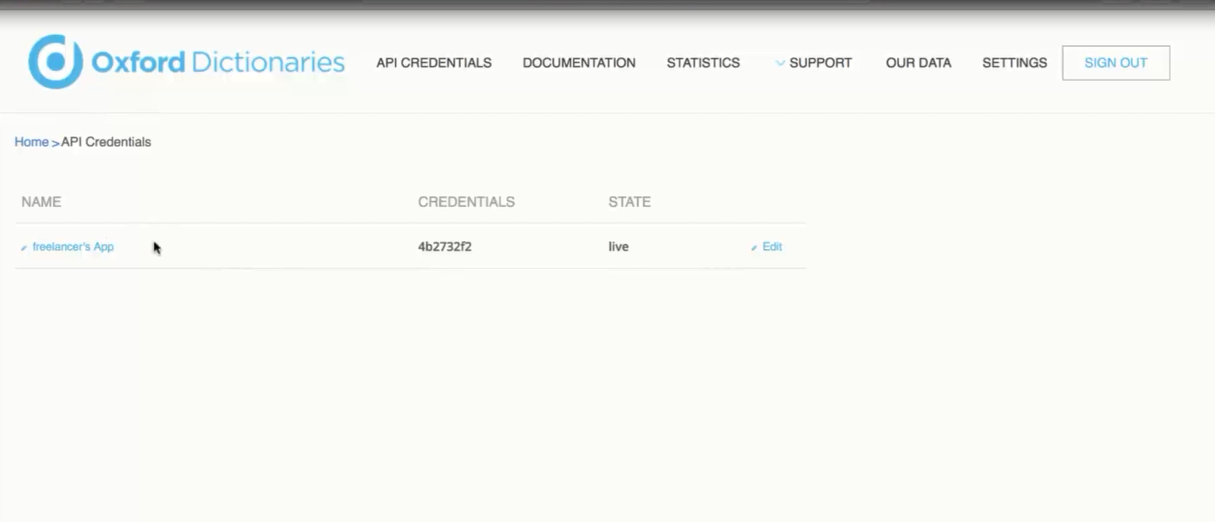 Oxford Dictionaries API CREDENTIALS DOCUMENTATION STATISTICS SUPPORT OUR DATA SETTINGS SIGN OUT
Home >API Credentials
NAME CREDENTIALS STATE
freelancer's App 4b2732f2 live Edit